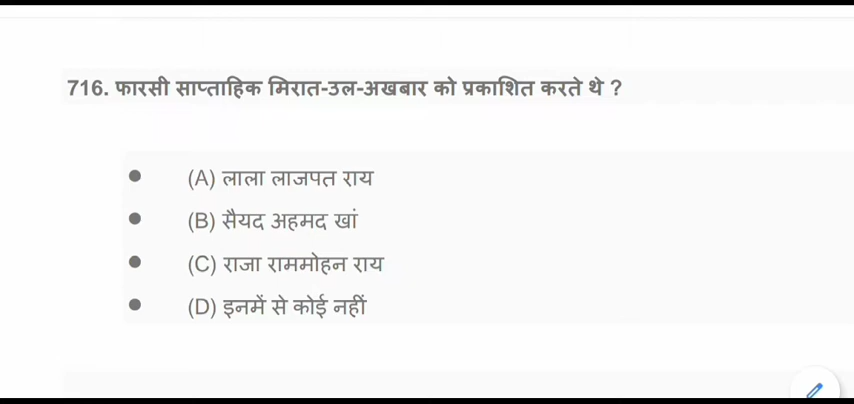 716. फारसी साप्ताहिक मिरात-उल-अखबार को प्रकाशित करते थे ?
(A) लाला लाजपत राय
(B) सैयद अहमद खां
(C) राजा राममोहन राय
(D) इनमें से कोई नहीं